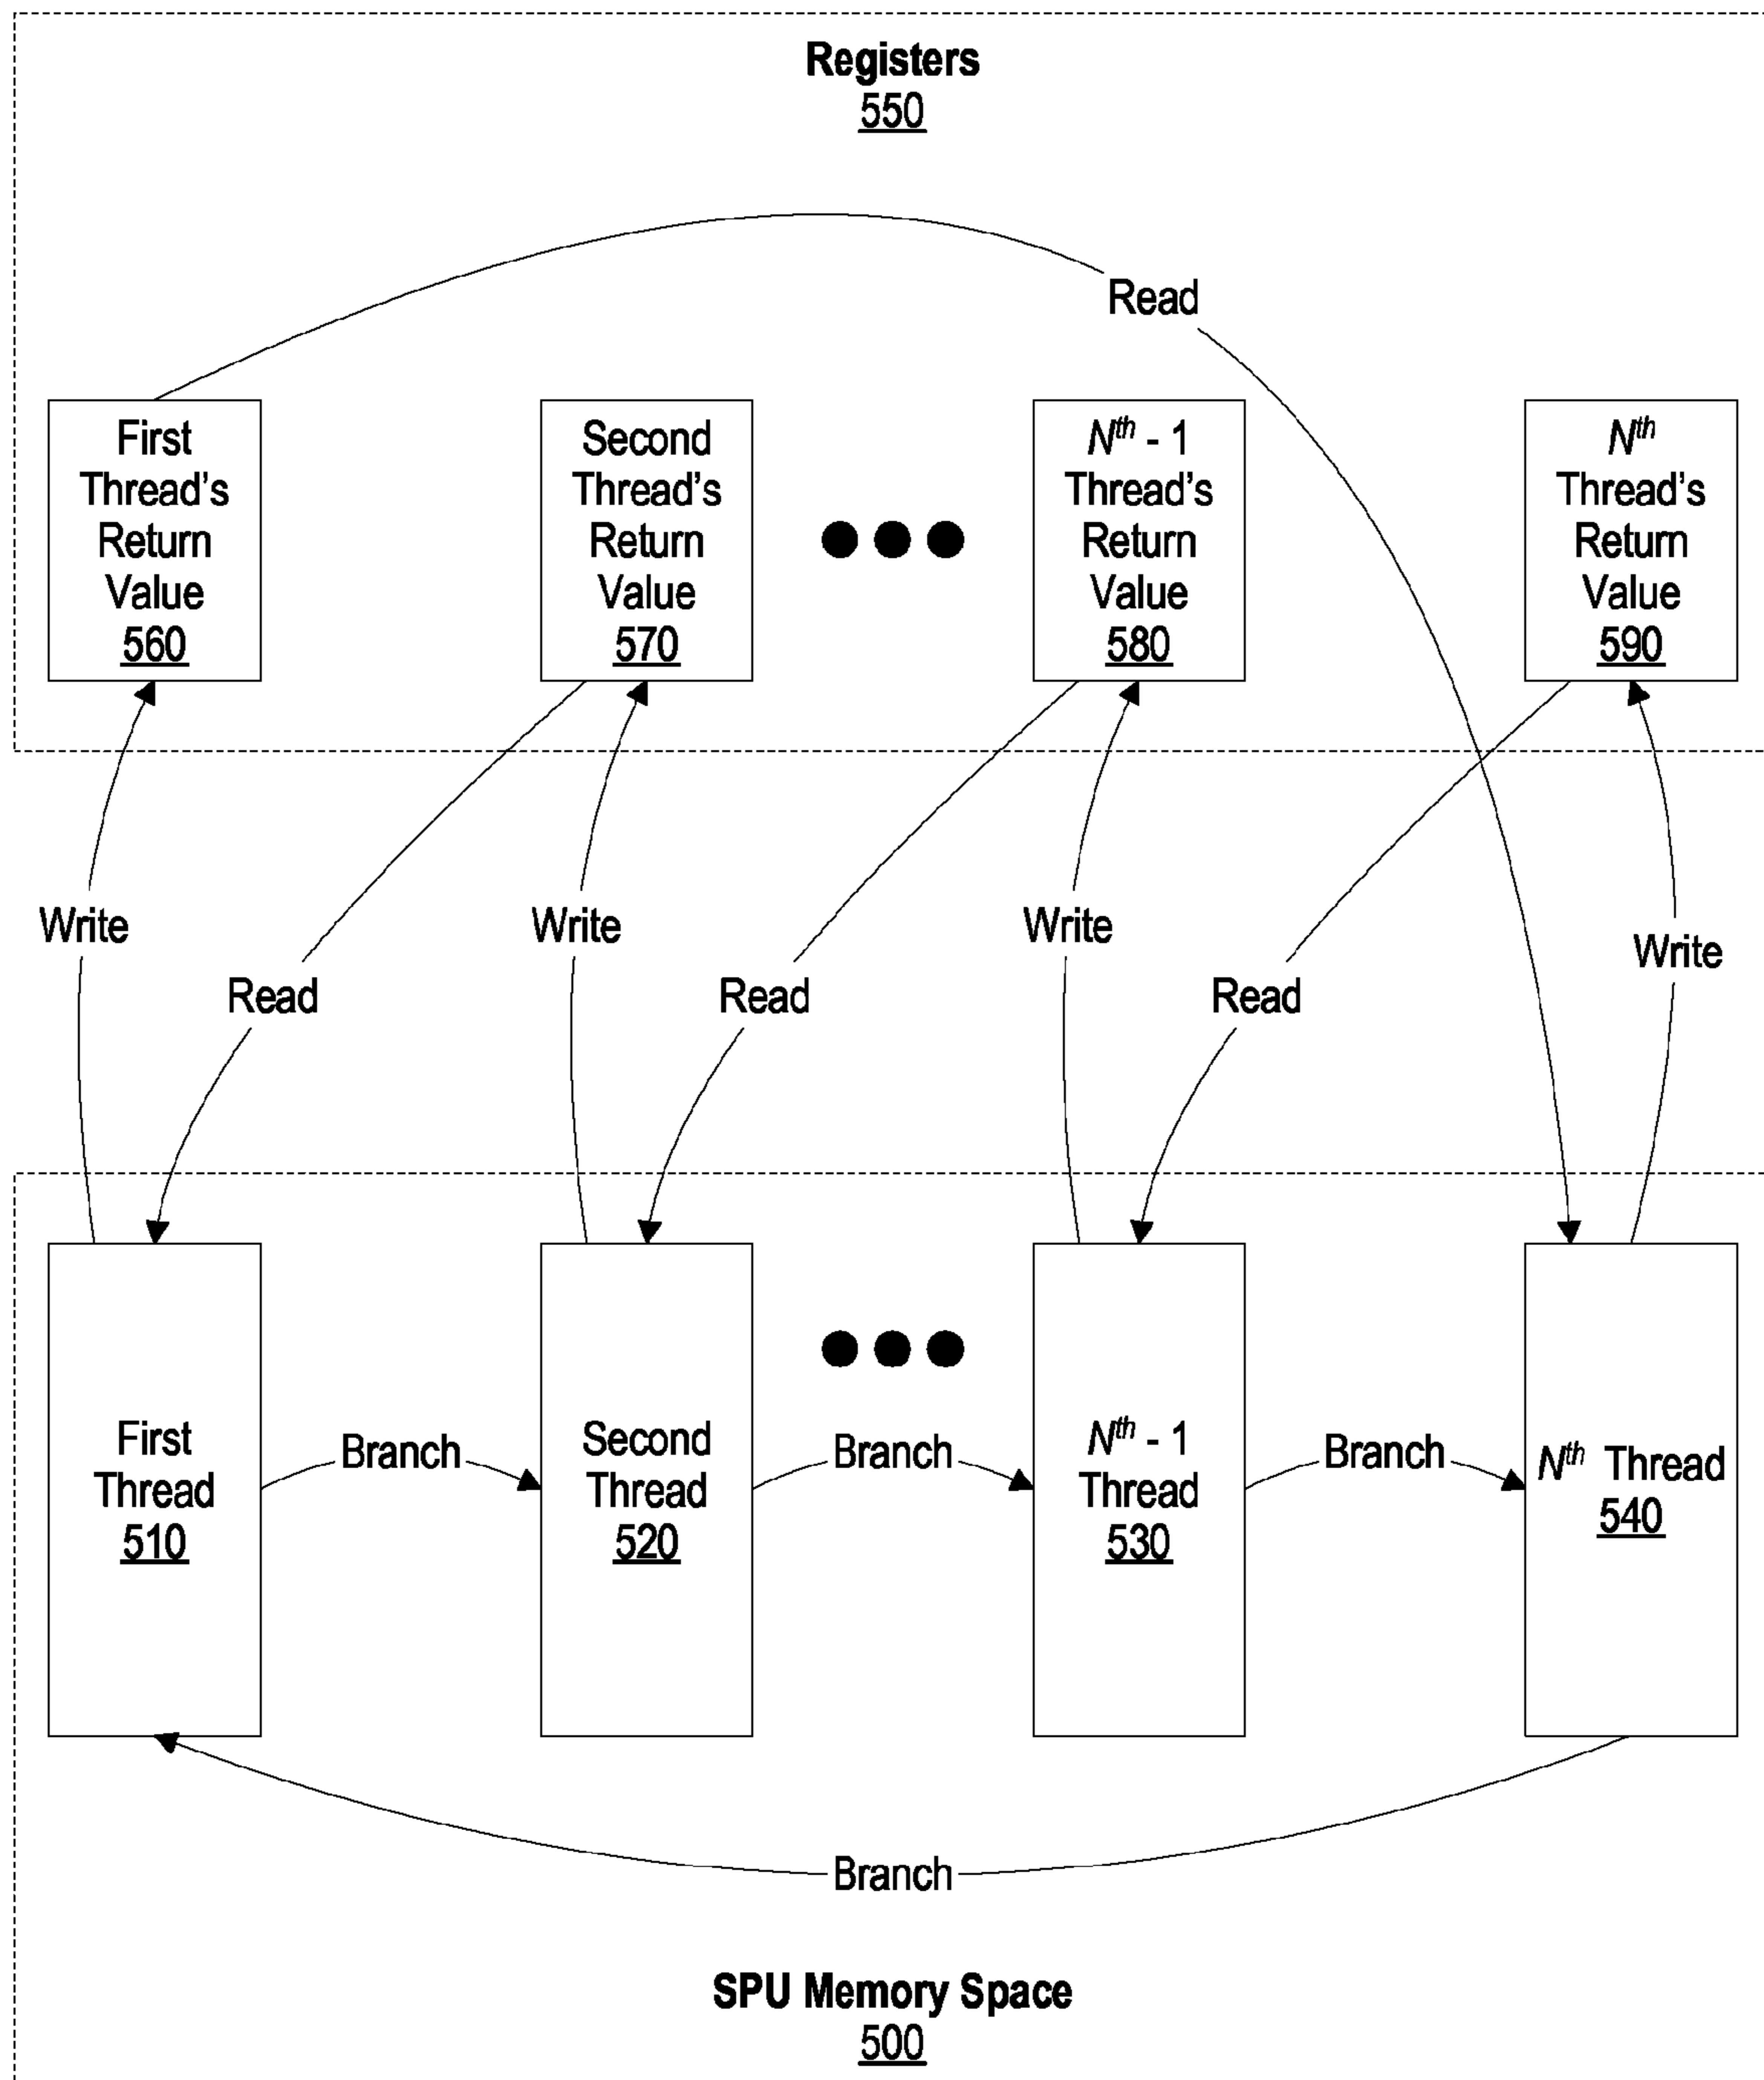 Registers
550
Read
First
Thread's
Return
Value
560
Second
Thread's
Return
Value
570
Nth - 1
Thread's
Return
Value
580
Nth
Thread's
Return
Value
590
Write
Read
Write
Read
Write
Read
Write
First
Thread
510
Branch
Second
Thread
520
Branch
Nth - 1
Thread
530
Branch
Nth Thread
540
Branch
SPU Memory Space
500